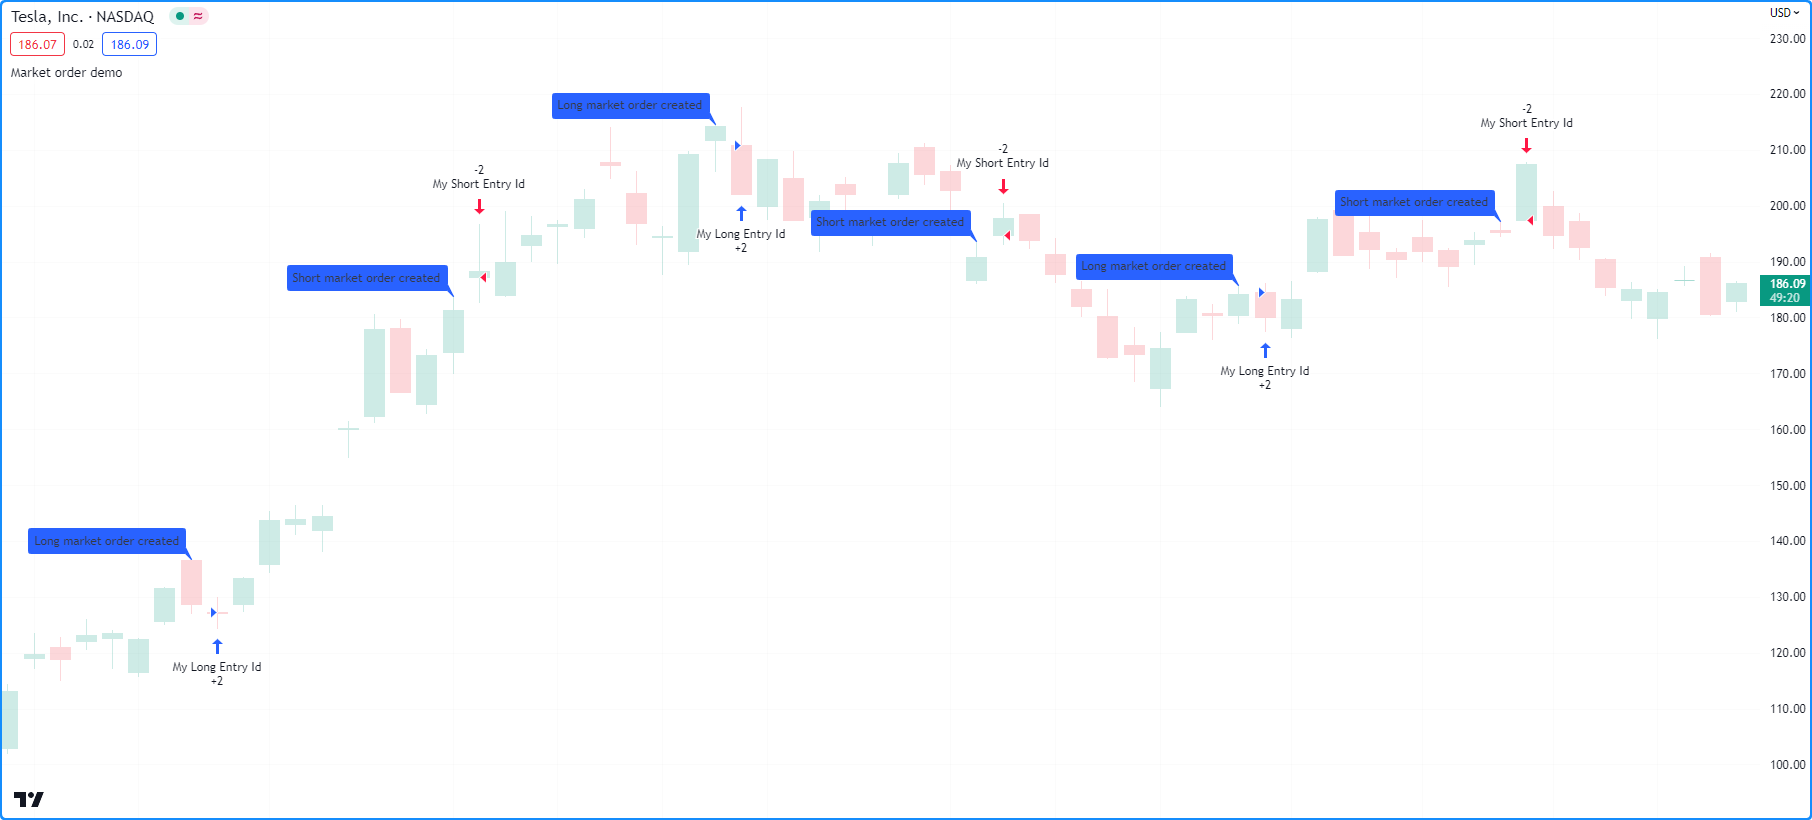 Tesla, Inc. · NASDAQ
USD
186.07 0.02 186.09
Market order demo
230.00
220.00
210.00
200.00
190.00
186.09
49:20
180.00
170.00
160.00
150.00
140.00
130.00
120.00
110.00
100.00
Long market order created
My Long Entry Id
+2
Short market order created
-2
My Short Entry Id
Long market order created
My Long Entry Id
+2
Short market order created
-2
My Short Entry Id
Long market order created
My Long Entry Id
+2
Short market order created
-2
My Short Entry Id